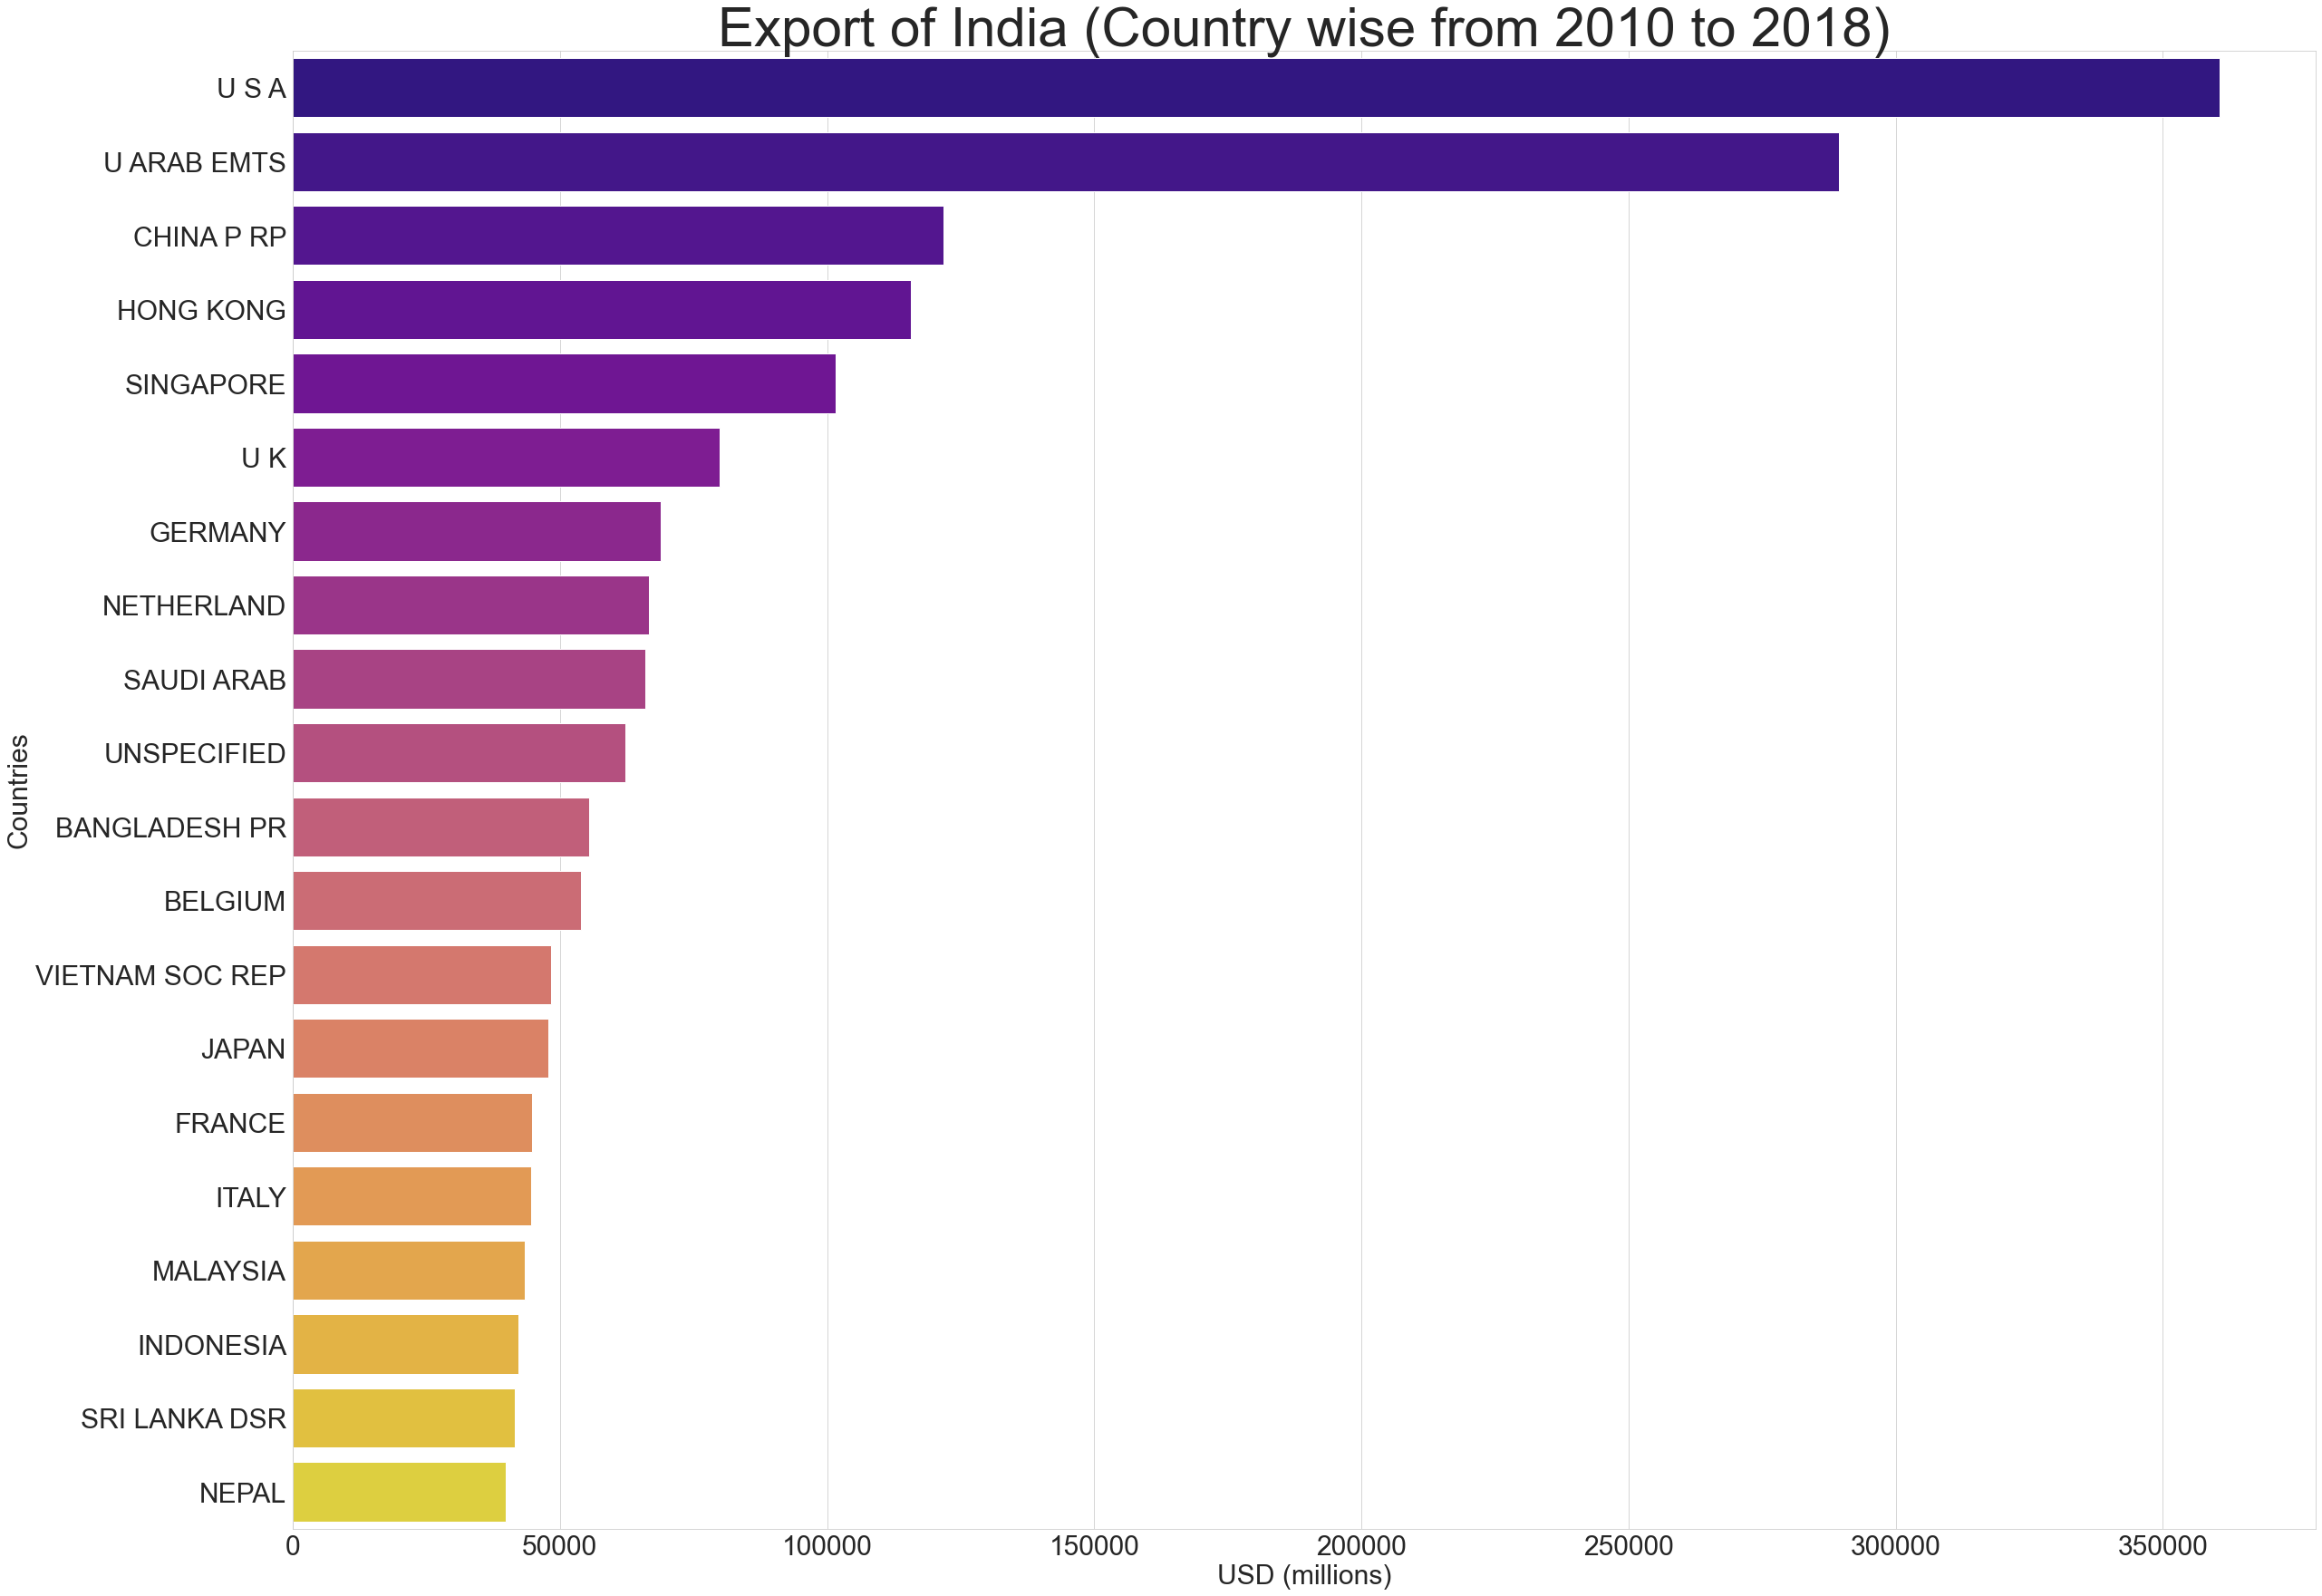 Export of India (Country wise from 2010 to 2018)
U S A
U ARAB EMTS
CHINA P RP
HONG KONG
SINGAPORE
U K
GERMANY
NETHERLAND
SAUDI ARAB
UNSPECIFIED
BANGLADESH PR
BELGIUM
VIETNAM SOC REP
JAPAN
FRANCE
ITALY
MALAYSIA
INDONESIA
SRI LANKA DSR
NEPAL
Countries
0 50000 100000 150000 200000 250000 300000 350000
USD (millions)